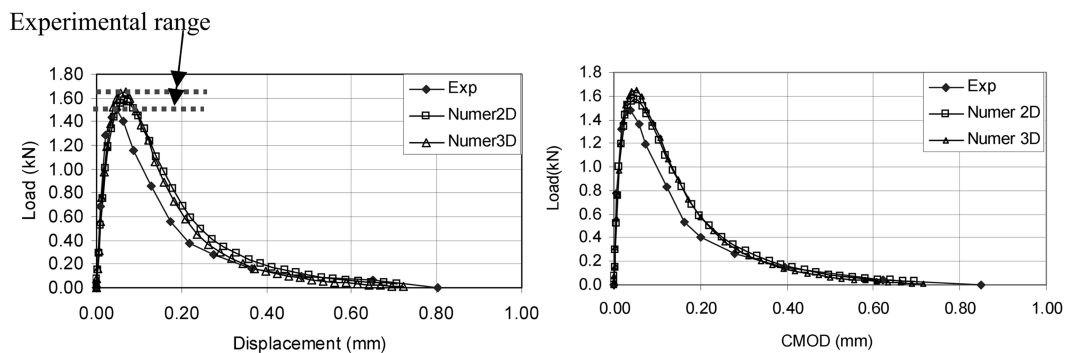 Experimental range
1.80
1.60
1.40
1.20
1.00
0.80
0.60
0.40
0.20
0.00
Load (kN)
0.00 0.20 0.40 0.60 0.80 1.00
Displacement (mm)
Exp
Numer2D
Numer3D
1.8
1.6
1.4
1.2
1.0
0.8
0.6
0.4
0.2
0.0
Load(kN)
0.00 0.20 0.40 0.60 0.80 1.00
CMOD (mm)
Exp
Numer 2D
Numer 3D